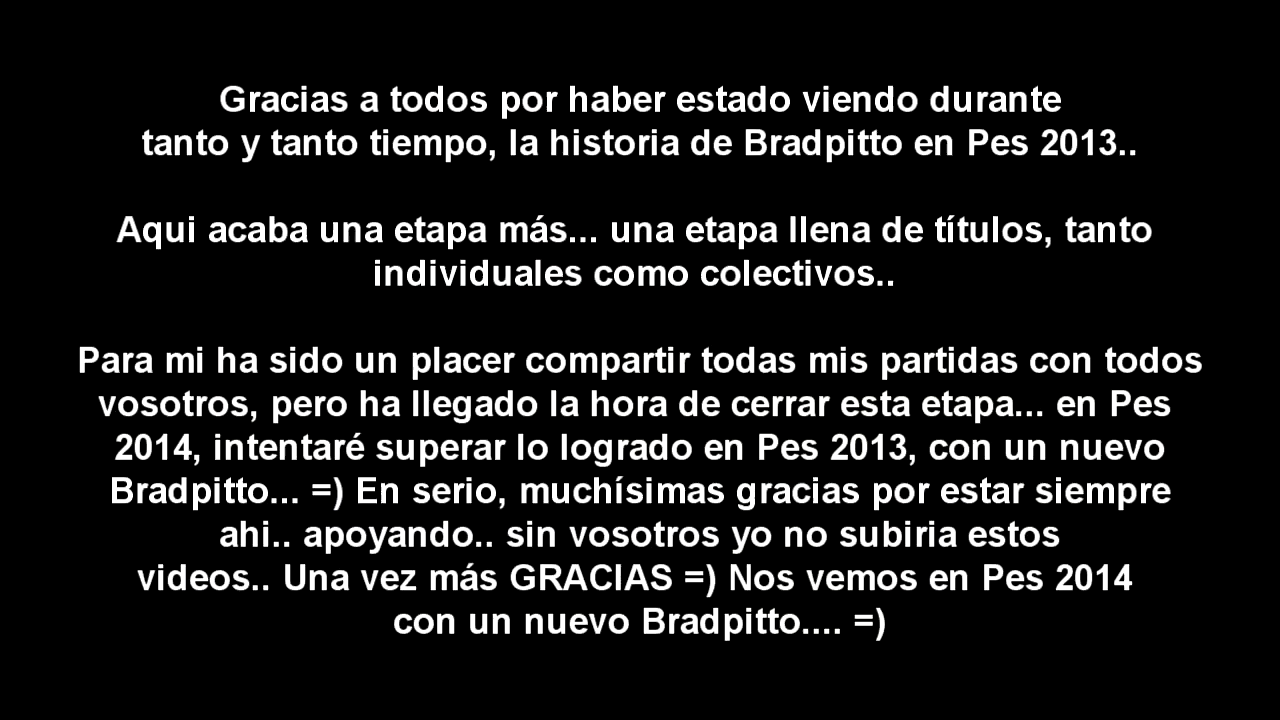 Gracias a todos por haber estado viendo durante
tanto y tanto tiempo, la historia de Bradpitto en Pes 2013..
Aqui acaba una etapa más... una etapa llena de títulos, tanto
individuales como colectivos..
Para mi ha sido un placer compartir todas mis partidas con todos
vosotros, pero ha llegado la hora de cerrar esta etapa... en Pes
2014, intentaré superar lo logrado en Pes 2013, con un nuevo
Bradpitto... =) En serio, muchísimas gracias por estar siempre
ahi.. apoyando.. sin vosotros yo no subiria estos
videos.. Una vez más GRACIAS =) Nos vemos en Pes 2014
con un nuevo Bradpitto.... =)